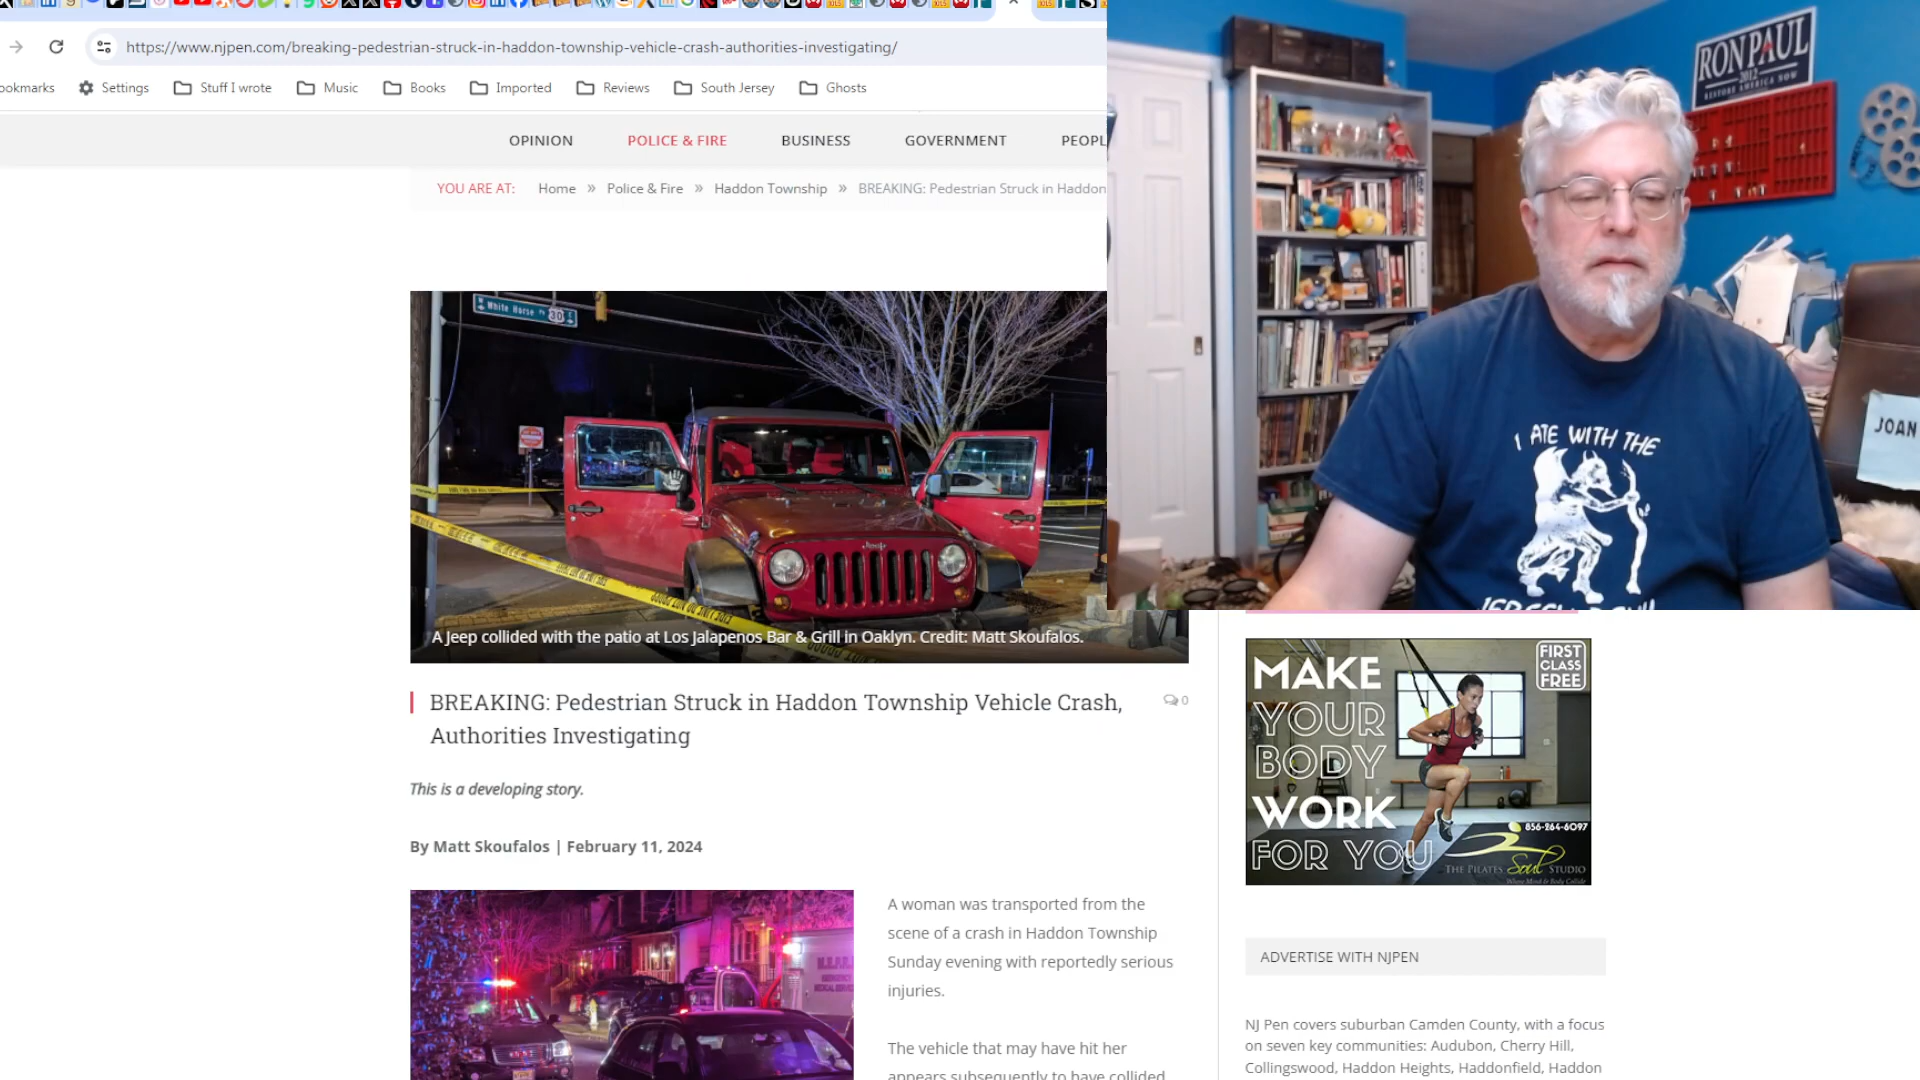 https://www.njpen.com/breaking-pedestrian-struck-in-haddon-township-vehicle-crash-authorities-investigating/
ookmarks Settings Stuff I wrote Music Books Imported Reviews South Jersey Ghosts
OPINION POLICE & FIRE BUSINESS GOVERNMENT PEOPL
YOU ARE AT: Home » Police & Fire » Haddon Township » BREAKING: Pedestrian Struck in Haddon
White Horse Pk 30
Jeep
A Jeep collided with the patio at Los Jalapenos Bar & Grill in Oaklyn. Credit: Matt Skoufalos.
BREAKING: Pedestrian Struck in Haddon Township Vehicle Crash,
Authorities Investigating
0
This is a developing story.
By Matt Skoufalos | February 11, 2024
A woman was transported from the
scene of a crash in Haddon Township
Sunday evening with reportedly serious
injuries.
The vehicle that may have hit her
appears subsequently to have collided
RON PAUL
2012
RESTORE AMERICA NOW
JOAN
I ATE WITH THE
JERSEY DEVIL
MAKE
YOUR
BODY
WORK
FOR YOU
FIRST
CLASS
FREE
856-264-6097
THE PILATES Soul STUDIO
Where Mind & Body Collide
ADVERTISE WITH NJPEN
NJ Pen covers suburban Camden County, with a focus
on seven key communities: Audubon, Cherry Hill,
Collingswood, Haddon Heights, Haddonfield, Haddon